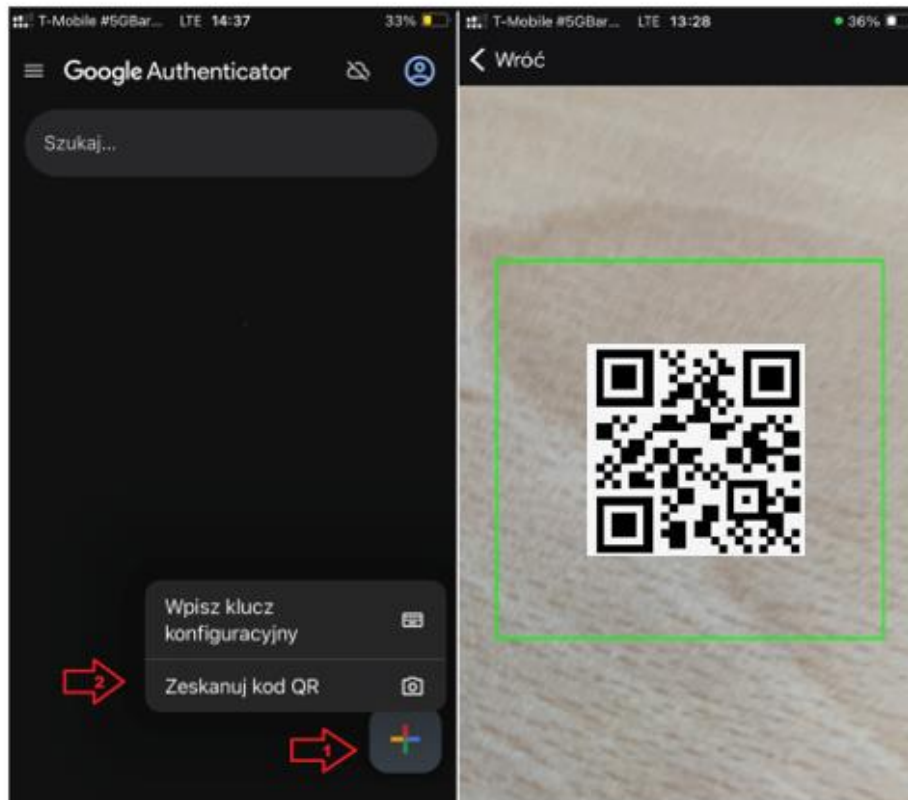 T-Mobile #5GBar... LTE 14:37 33%
Google Authenticator
Szukaj...
Wpisz klucz
konfiguracyjny
Zeskanuj kod QR
2
1
T-Mobile #5GBar... LTE 13:28 36%
Wróć